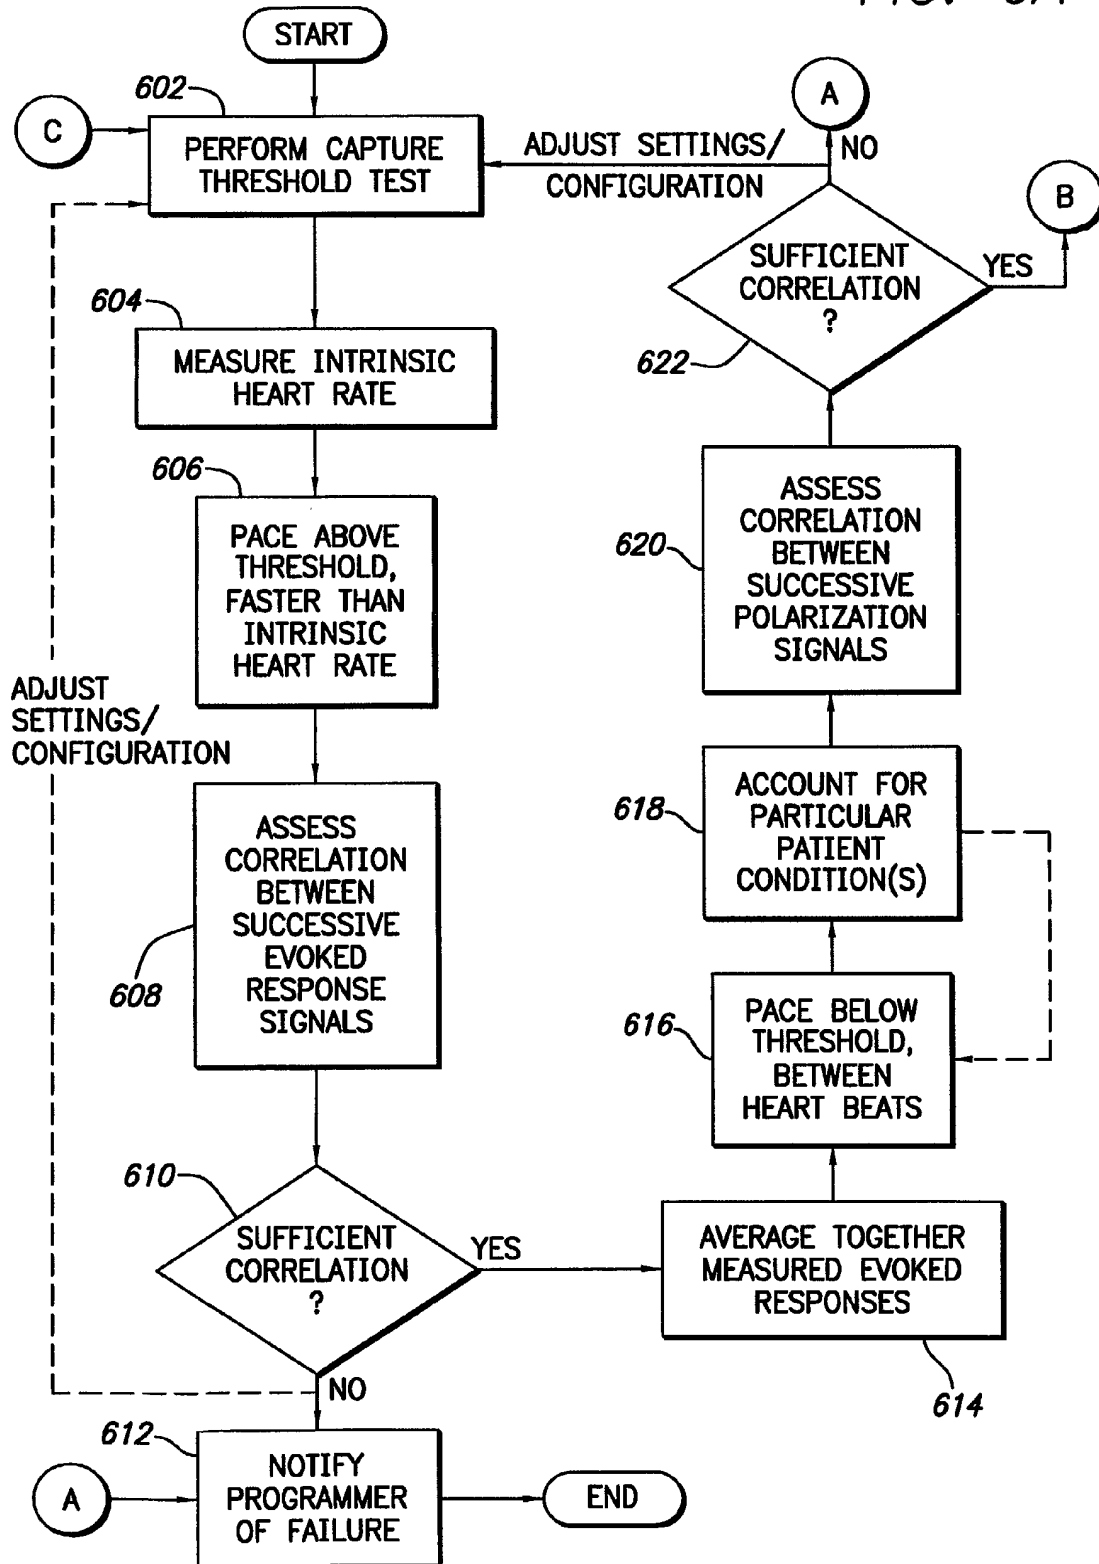 FIG. 6A
START
602
C
PERFORM CAPTURE
THRESHOLD TEST
604
MEASURE INTRINSIC
HEART RATE
606
PACE ABOVE
THRESHOLD,
FASTER THAN
INTRINSIC
HEART RATE
ADJUST
SETTINGS/
CONFIGURATION
608
ASSESS
CORRELATION
BETWEEN
SUCCESSIVE
EVOKED
RESPONSE
SIGNALS
610
SUFFICIENT
CORRELATION
?
YES
NO
612
A
NOTIFY
PROGRAMMER
OF FAILURE
END
AVERAGE TOGETHER
MEASURED EVOKED
RESPONSES
614
616
PACE BELOW
THRESHOLD,
BETWEEN
HEART BEATS
618
ACCOUNT FOR
PARTICULAR
PATIENT
CONDITION(S)
620
ASSESS
CORRELATION
BETWEEN
SUCCESSIVE
POLARIZATION
SIGNALS
622
SUFFICIENT
CORRELATION
?
YES
B
NO
A
ADJUST SETTINGS/
CONFIGURATION